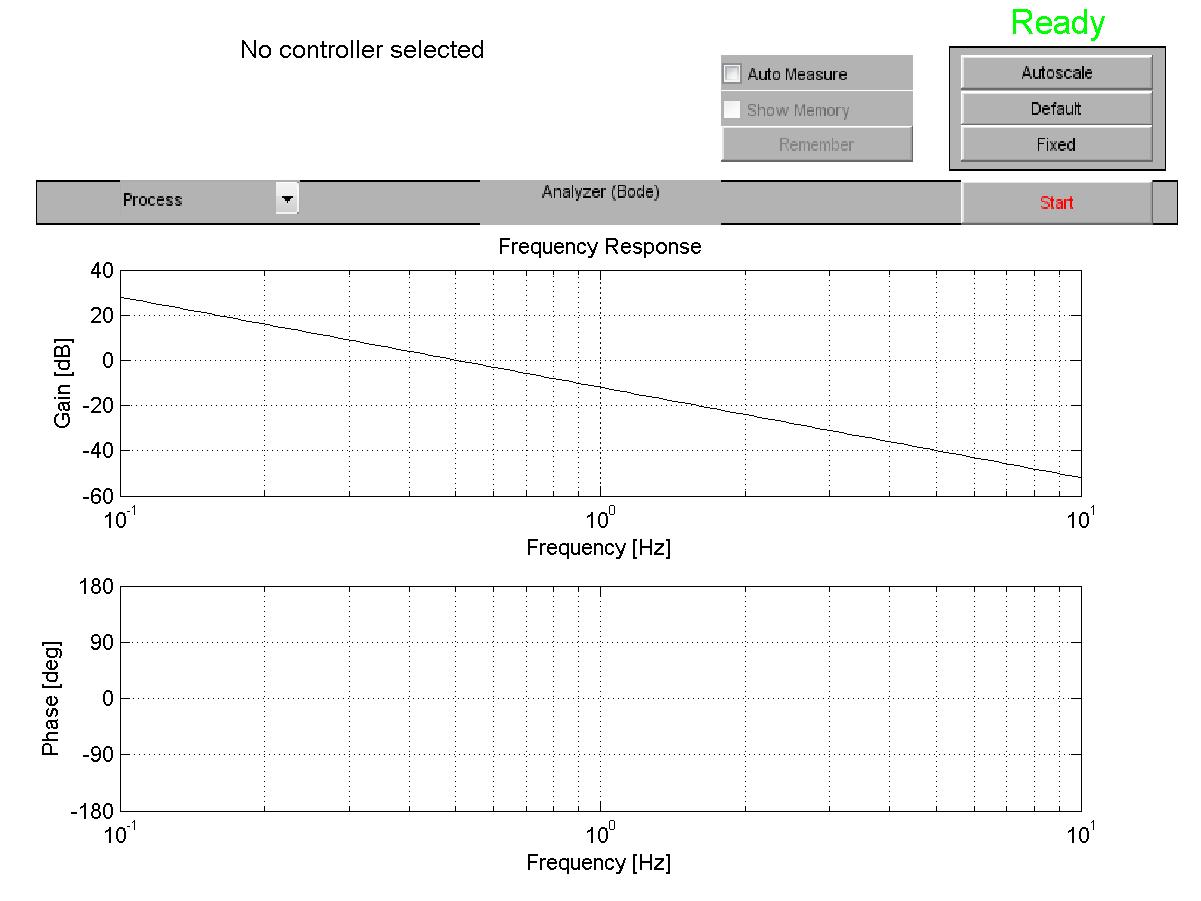 Ready
No controller selected
Auto Measure
Show Memory
Remember
Autoscale
Default
Fixed
Process
Analyzer (Bode)
Start
Frequency Response
40
20
0
-20
-40
-60
Gain [dB]
10^-1 10^0 10^1
Frequency [Hz]
180
90
0
-90
-180
Phase [deg]
10^-1 10^0 10^1
Frequency [Hz]